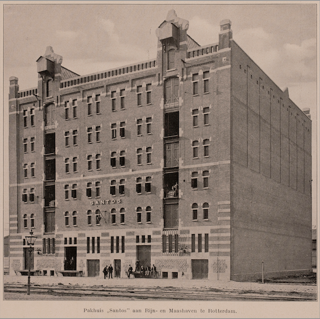 SANTOS
Pakhuis „Santos” aan Rijn- en Maashaven te Rotterdam.